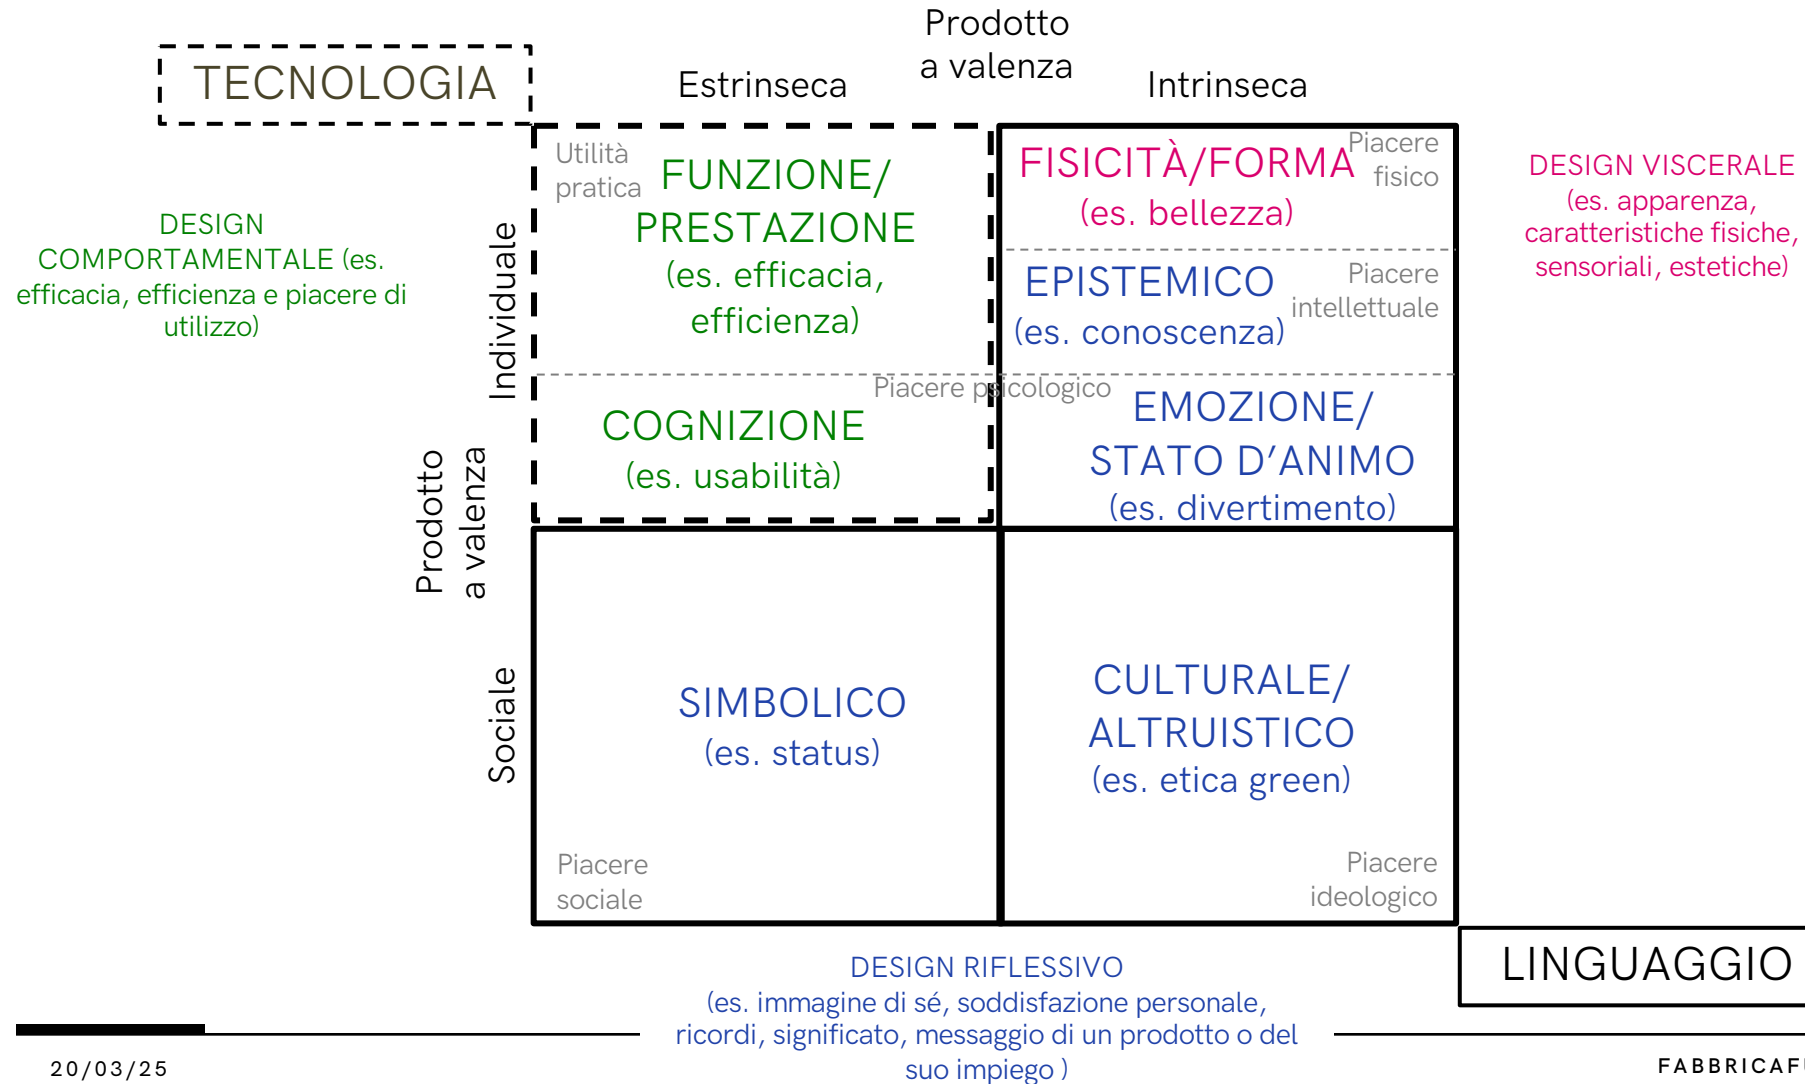 Prodotto
a valenza
TECNOLOGIA
Estrinseca
Intrinseca
Utilità
pratica
FUNZIONE/
PRESTAZIONE
(es. efficacia,
efficienza)
FISICITÀ/FORMA
(es. bellezza)
Piacere
fisico
DESIGN VISCERALE
(es. apparenza,
caratteristiche fisiche,
sensoriali, estetiche)
DESIGN
COMPORTAMENTALE (es.
efficacia, efficienza e piacere di
utilizzo)
Individuale
EPISTEMICO
(es. conoscenza)
Piacere
intellettuale
Piacere psicologico
COGNIZIONE
(es. usabilità)
EMOZIONE/
STATO D’ANIMO
(es. divertimento)
Prodotto
a valenza
Sociale
SIMBOLICO
(es. status)
Piacere
sociale
CULTURALE/
ALTRUISTICO
(es. etica green)
Piacere
ideologico
LINGUAGGIO
DESIGN RIFLESSIVO
(es. immagine di sé, soddisfazione personale,
ricordi, significato, messaggio di un prodotto o del
suo impiego )
20/03/25